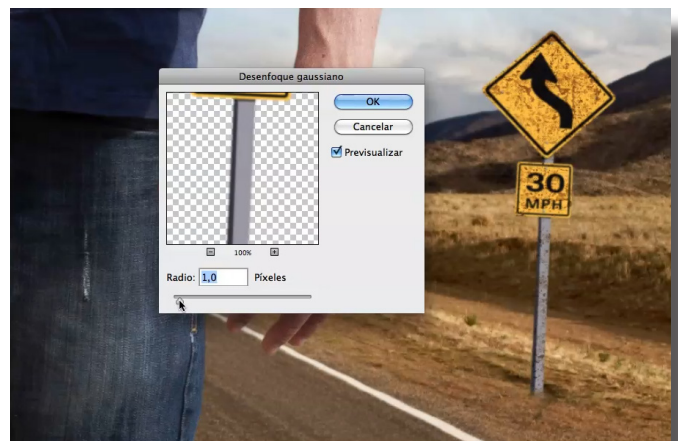 Desenfoque gaussiano
OK
Cancelar
Previsualizar
100%
Radio: 1,0 Píxeles
30
MPH